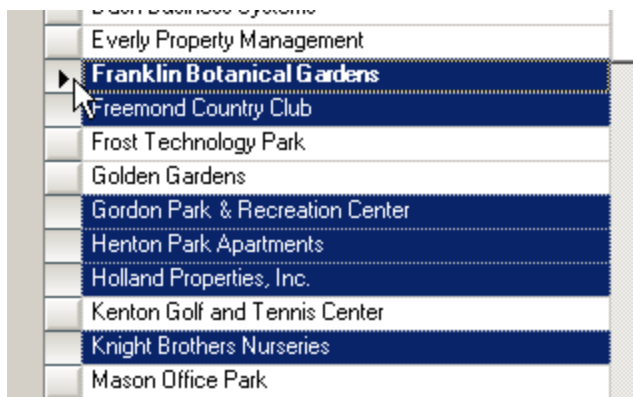 Everly Property Management
Franklin Botanical Gardens
Freemond Country Club
Frost Technology Park
Golden Gardens
Gordon Park & Recreation Center
Henton Park Apartments
Holland Properties, Inc.
Kenton Golf and Tennis Center
Knight Brothers Nurseries
Mason Office Park